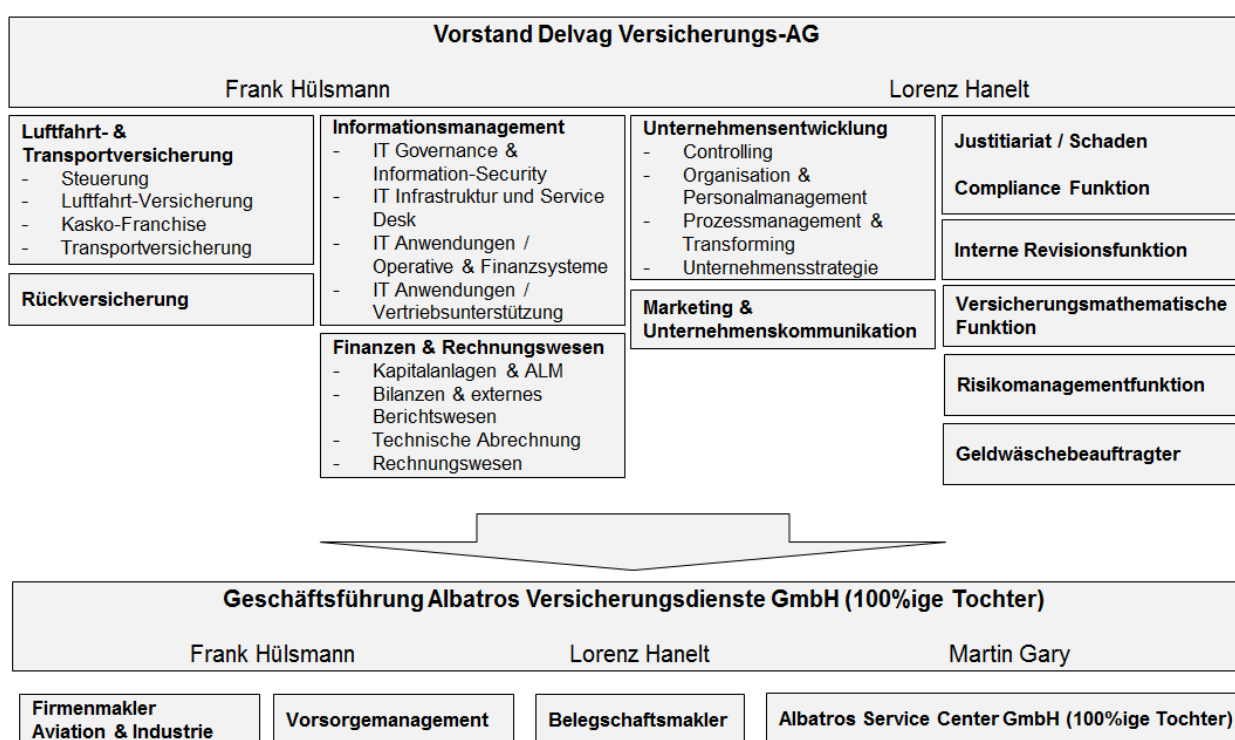 Vorstand Delvag Versicherungs-AG
Frank Hülsmann
Lorenz Hanelt
Luftfahrt- &
Transportversicherung
- Steuerung
- Luftfahrt-Versicherung
- Kasko-Franchise
- Transportversicherung
Rückversicherung
Informationsmanagement
- IT Governance &
Information-Security
- IT Infrastruktur und Service
Desk
- IT Anwendungen /
Operative & Finanzsysteme
- IT Anwendungen /
Vertriebsunterstützung
Finanzen & Rechnungswesen
- Kapitalanlagen & ALM
- Bilanzen & externes
Berichtswesen
- Technische Abrechnung
- Rechnungswesen
Unternehmensentwicklung
- Controlling
- Organisation &
Personalmanagement
- Prozessmanagement &
Transforming
- Unternehmensstrategie
Marketing &
Unternehmenskommunikation
Justitiariat / Schaden
Compliance Funktion
Interne Revisionsfunktion
Versicherungsmathematische
Funktion
Risikomanagementfunktion
Geldwäschebeauftragter
Geschäftsführung Albatros Versicherungsdienste GmbH (100%ige Tochter)
Frank Hülsmann
Lorenz Hanelt
Martin Gary
Firmenmakler
Aviation & Industrie
Vorsorgemanagement
Belegschaftsmakler
Albatros Service Center GmbH (100%ige Tochter)